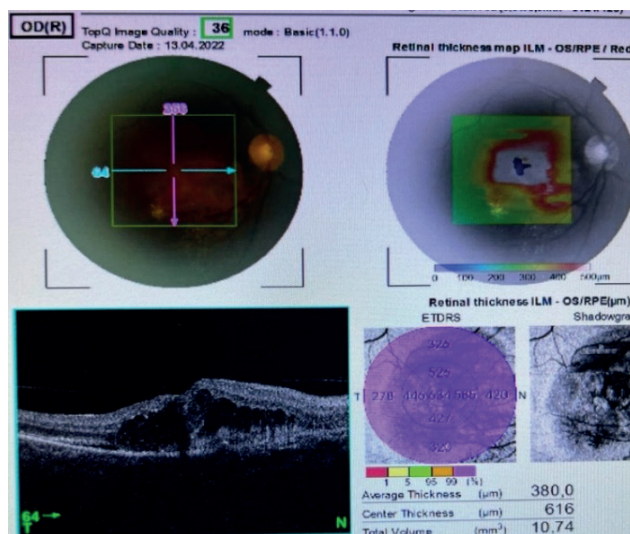 OD(R)
TopQ Image Quality : 36 mode : Basic(1.1.0)
Capture Date : 13.04.2022
Retinal thickness map ILM - OS/RPE / Red
64
0 100 200 300 400 500µm
Retinal thickness ILM - OS/RPE(µm)
ETDRS
Shadowgra
326
525
T 278 446 585 420 N
427
323
1 5 95 99 (%)
Average Thickness (µm) 380,0
Center Thickness (µm) 616
Total Volume (mm³) 10,74
64
T
N